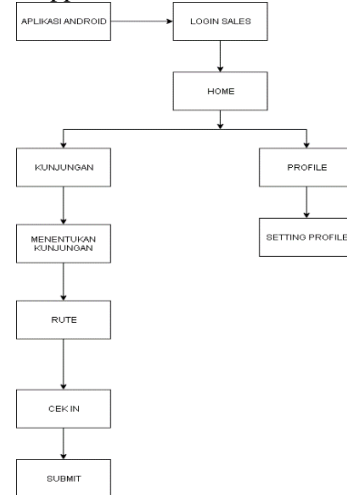 APLIKASI ANDROID
LOGIN SALES
HOME
KUNJUNGAN
PROFILE
MENENTUKAN
KUNJUNGAN
SETTING PROFILE
RUTE
CEK IN
SUBMIT